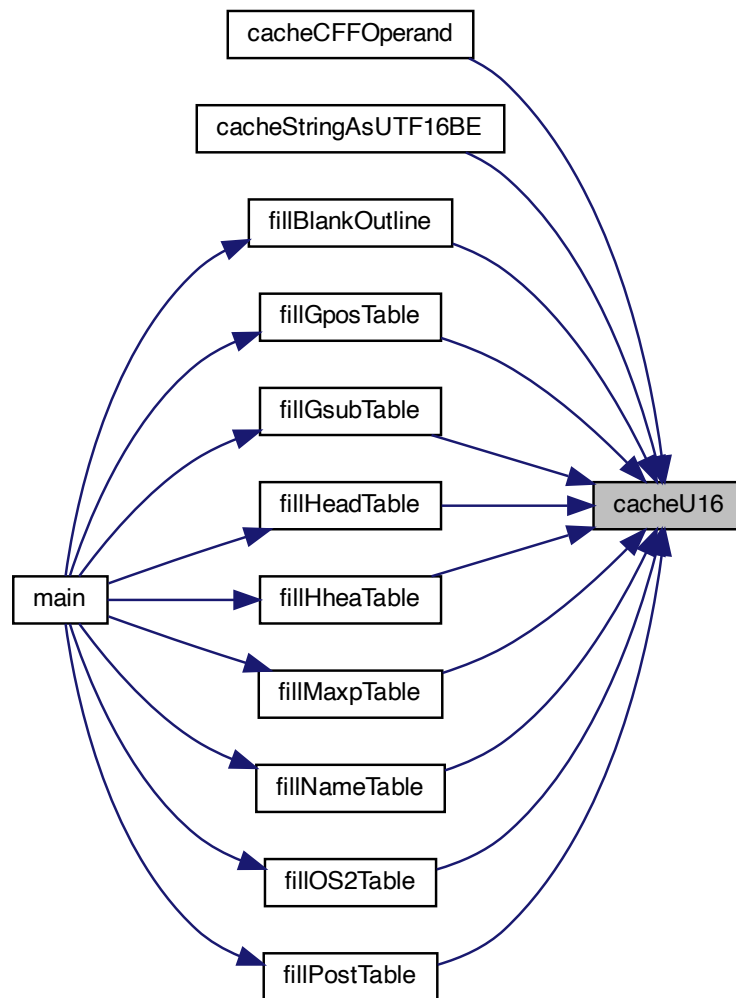 cacheCFFOperand
cacheStringAsUTF16BE
fillBlankOutline
fillGposTable
fillGsubTable
fillHeadTable
cacheU16
main
fillHheaTable
fillMaxpTable
fillNameTable
fillOS2Table
fillPostTable